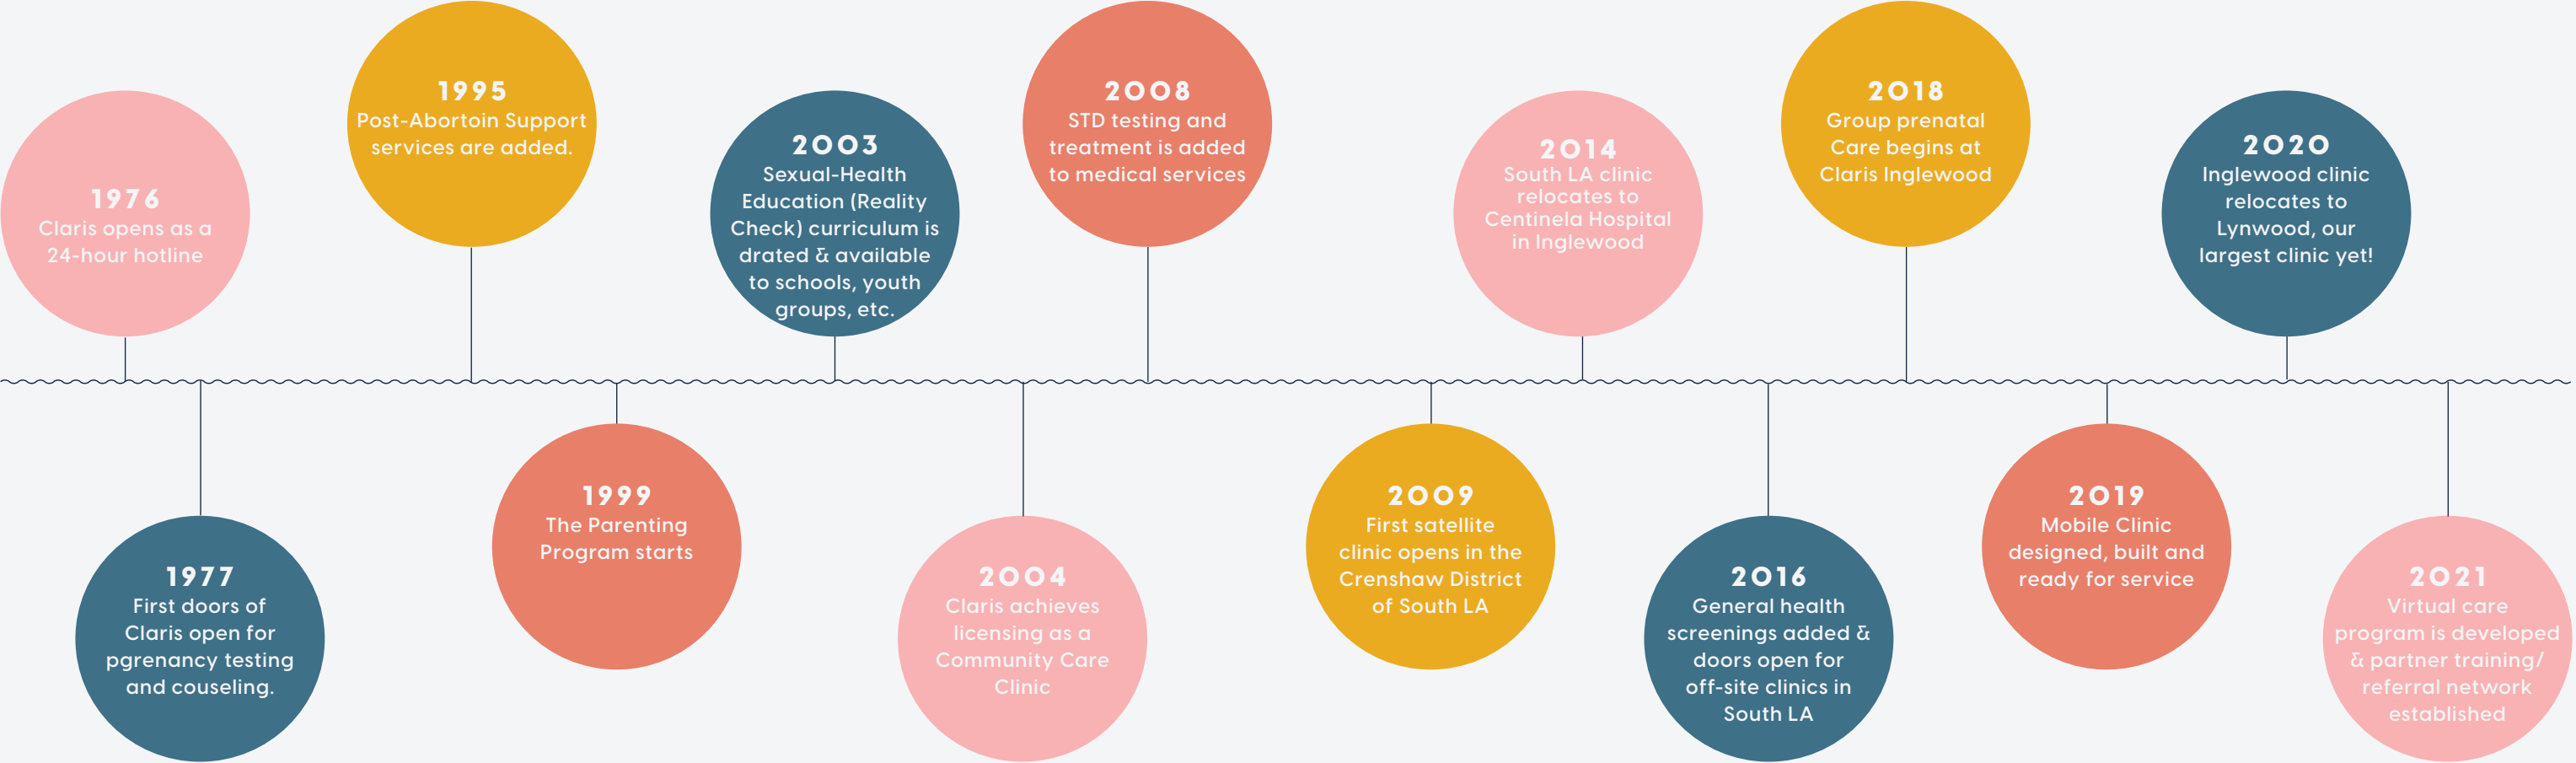 1976
Claris opens as a
24-hour hotline
1977
First doors of
Claris open for
pgrenancy testing
and couseling.
1995
Post-Abortoin Support
services are added.
1999
The Parenting
Program starts
2003
Sexual-Health
Education (Reality
Check) curriculum is
drated & available
to schools, youth
groups, etc.
2004
Claris achieves
licensing as a
Community Care
Clinic
2008
STD testing and
treatment is added
to medical services
2009
First satellite
clinic opens in the
Crenshaw District
of South LA
2014
South LA clinic
relocates to
Centinela Hospital
in Inglewood
2016
General health
screenings added &
doors open for
off-site clinics in
South LA
2018
Group prenatal
Care begins at
Claris Inglewood
2019
Mobile Clinic
designed, built and
ready for service
2020
Inglewood clinic
relocates to
Lynwood, our
largest clinic yet!
2021
Virtual care
program is developed
& partner training/
referral network
established